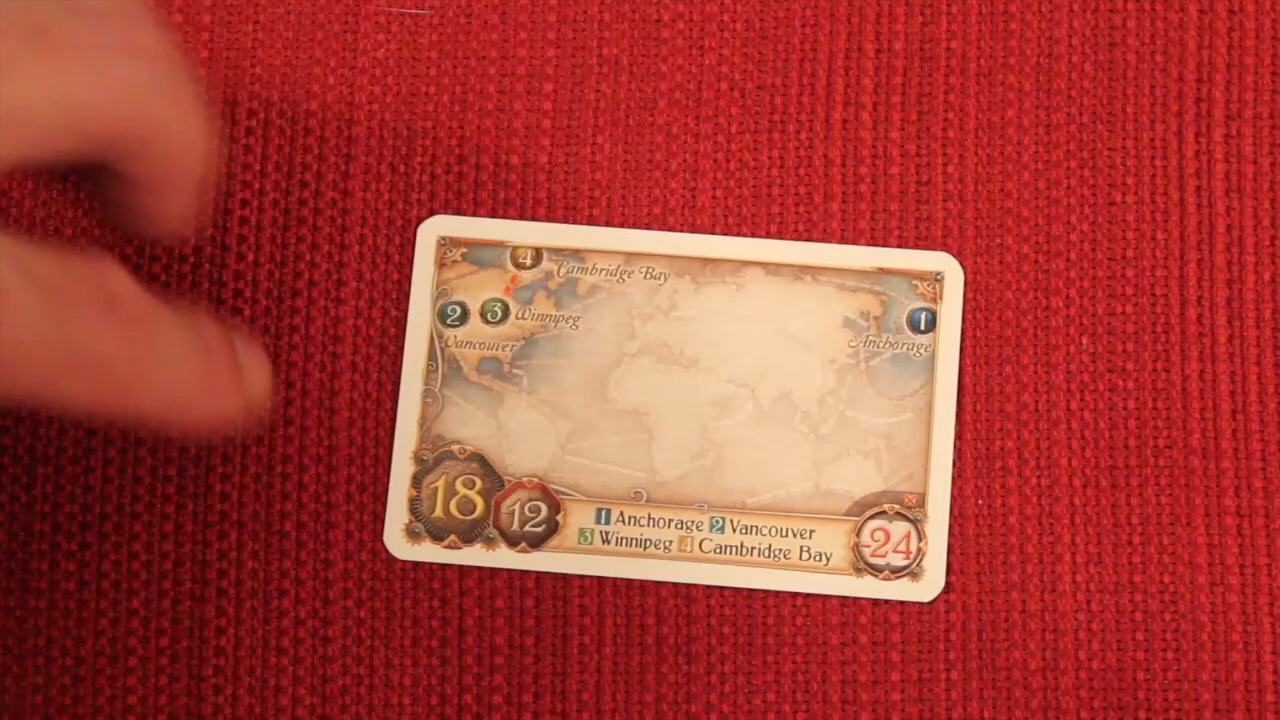 4 Cambridge Bay
2 3 Winnipeg 1
Vancouver Anchorage
18 12 1 Anchorage 2 Vancouver
3 Winnipeg 4 Cambridge Bay -24